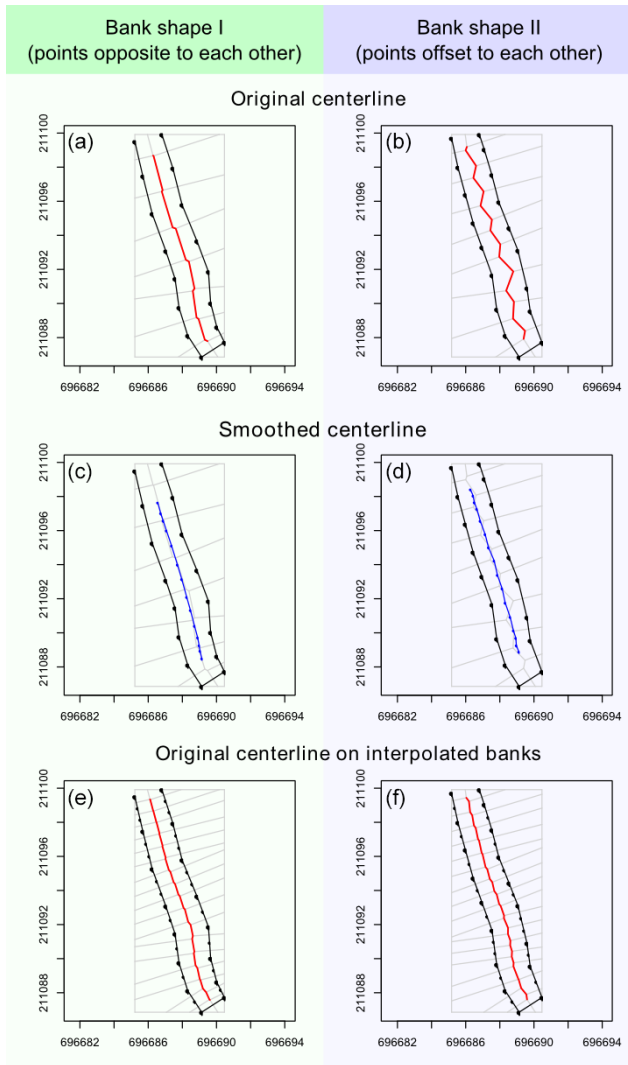 Bank shape I
(points opposite to each other)
Bank shape II
(points offset to each other)
Original centerline
(a)
211100
211096
211092
211088
696682 696686 696690 696694
(b)
211100
211096
211092
211088
696682 696686 696690 696694
Smoothed centerline
(c)
211100
211096
211092
211088
696682 696686 696690 696694
(d)
211100
211096
211092
211088
696682 696686 696690 696694
Original centerline on interpolated banks
(e)
211100
211096
211092
211088
696682 696686 696690 696694
(f)
211100
211096
211092
211088
696682 696686 696690 696694